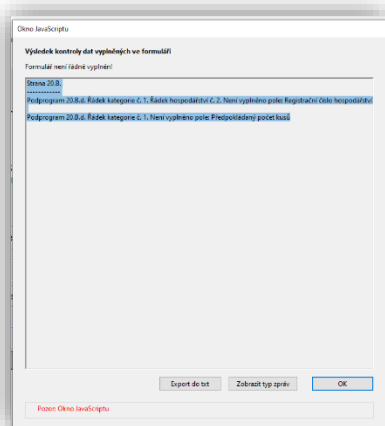 Okno JavaScriptu
Výsledek kontroly dat vyplněných ve formuláři
Formulář není řádně vyplněn!
Strana 20.B.
------------
Podprogram 20.B.d. Řádek kategorie č. 1. Řádek hospodářství č. 2. Není vyplněno pole: Registrační číslo hospodářství
Podprogram 20.B.d. Řádek kategorie č. 1. Není vyplněno pole: Předpokládaný počet kusů
Export do txt Zobrazit typ zpráv OK
Pozor: Okno JavaScriptu